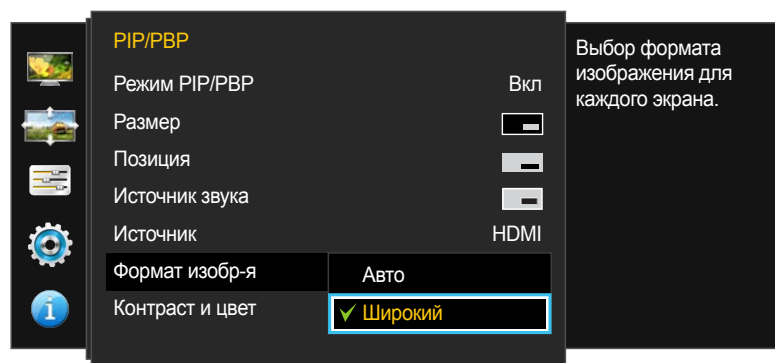 PIP/PBP
Режим PIP/PBP Вкл
Размер
Позиция
Источник звука
Источник HDMI
Формат изобр-я Авто
Контраст и цвет Широкий
Выбор формата
изображения для
каждого экрана.